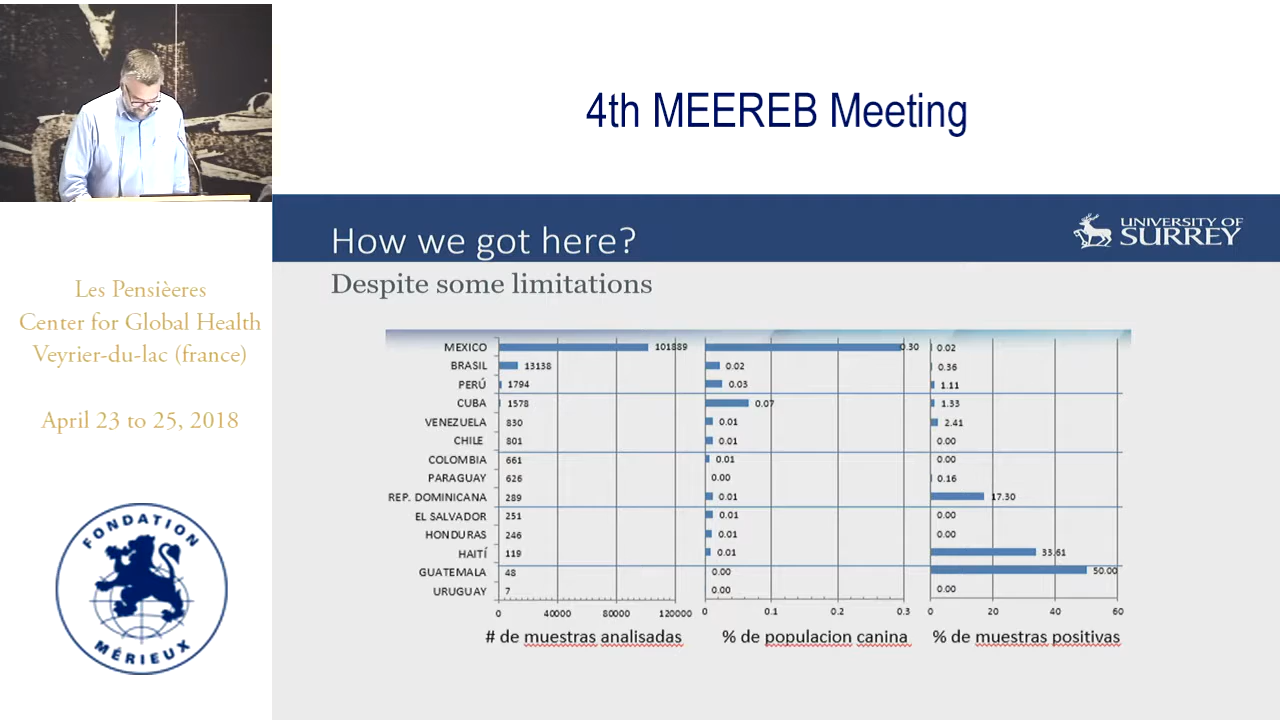 4th MEEREB Meeting
How we got here?
UNIVERSITY OF
SURREY
Despite some limitations
Les Pensièeres
Center for Global Health
Veyrier-du-lac (france)
April 23 to 25, 2018
FONDATION
MÉRIEUX
MEXICO 101889 0.30 0.02
BRASIL 13138 0.02 0.36
PERÚ 1794 0.03 1.11
CUBA 1578 0.07 1.33
VENEZUELA 830 0.01 2.41
CHILE 801 0.01 0.00
COLOMBIA 661 0.01 0.00
PARAGUAY 626 0.00 0.16
REP. DOMINICANA 289 0.01 17.30
EL SALVADOR 251 0.01 0.00
HONDURAS 246 0.01 0.00
HAITÍ 119 0.01 33.61
GUATEMALA 48 0.00 50.00
URUGUAY 7 0.00 0.00
0 40000 80000 120000 0 0.1 0.2 0.3 0 20 40 60
# de muestras analisadas % de populacion canina % de muestras positivas